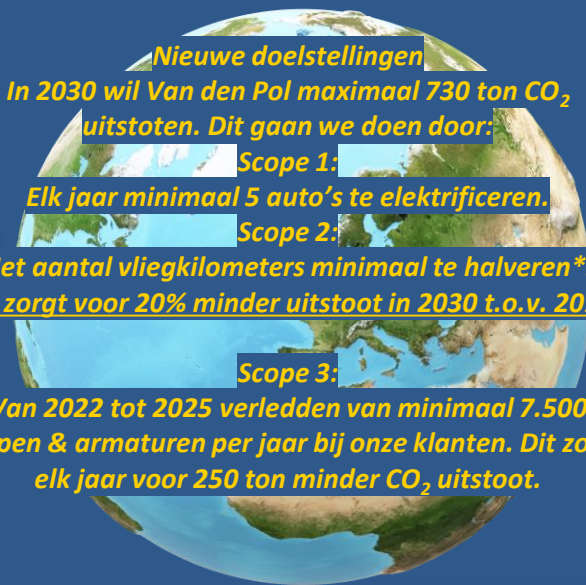 Nieuwe doelstellingen
In 2030 wil Van den Pol maximaal 730 ton CO₂
uitstoten. Dit gaan we doen door:
Scope 1:
Elk jaar minimaal 5 auto’s te elektrificeren.
Scope 2:
aantal vliegkilometers minimaal te halveren*
zorgt voor 20% minder uitstoot in 2030 t.o.v.
Scope 3:
Van 2022 tot 2025 verledden van minimaal 7.500
& armaturen per jaar bij onze klanten. Dit
elk jaar voor 250 ton minder CO₂ uitstoot.